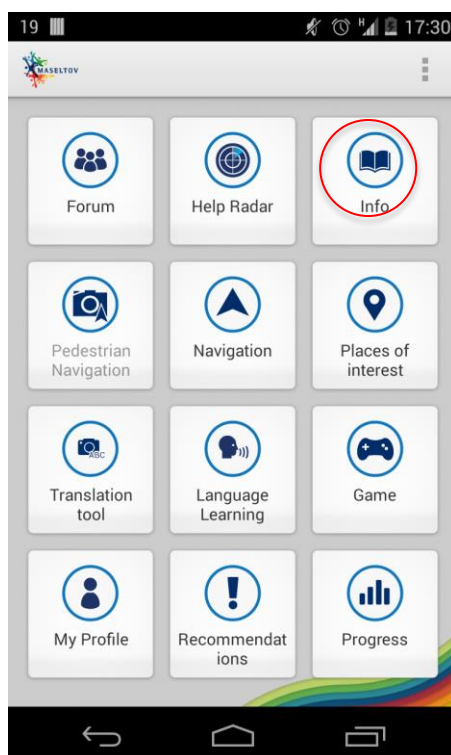 19 H 17:30
MASELTOV
Forum Help Radar Info
Pedestrian Navigation Places of
Navigation interest
ABC
Translation Language Game
tool Learning
My Profile Recommendat Progress
ions